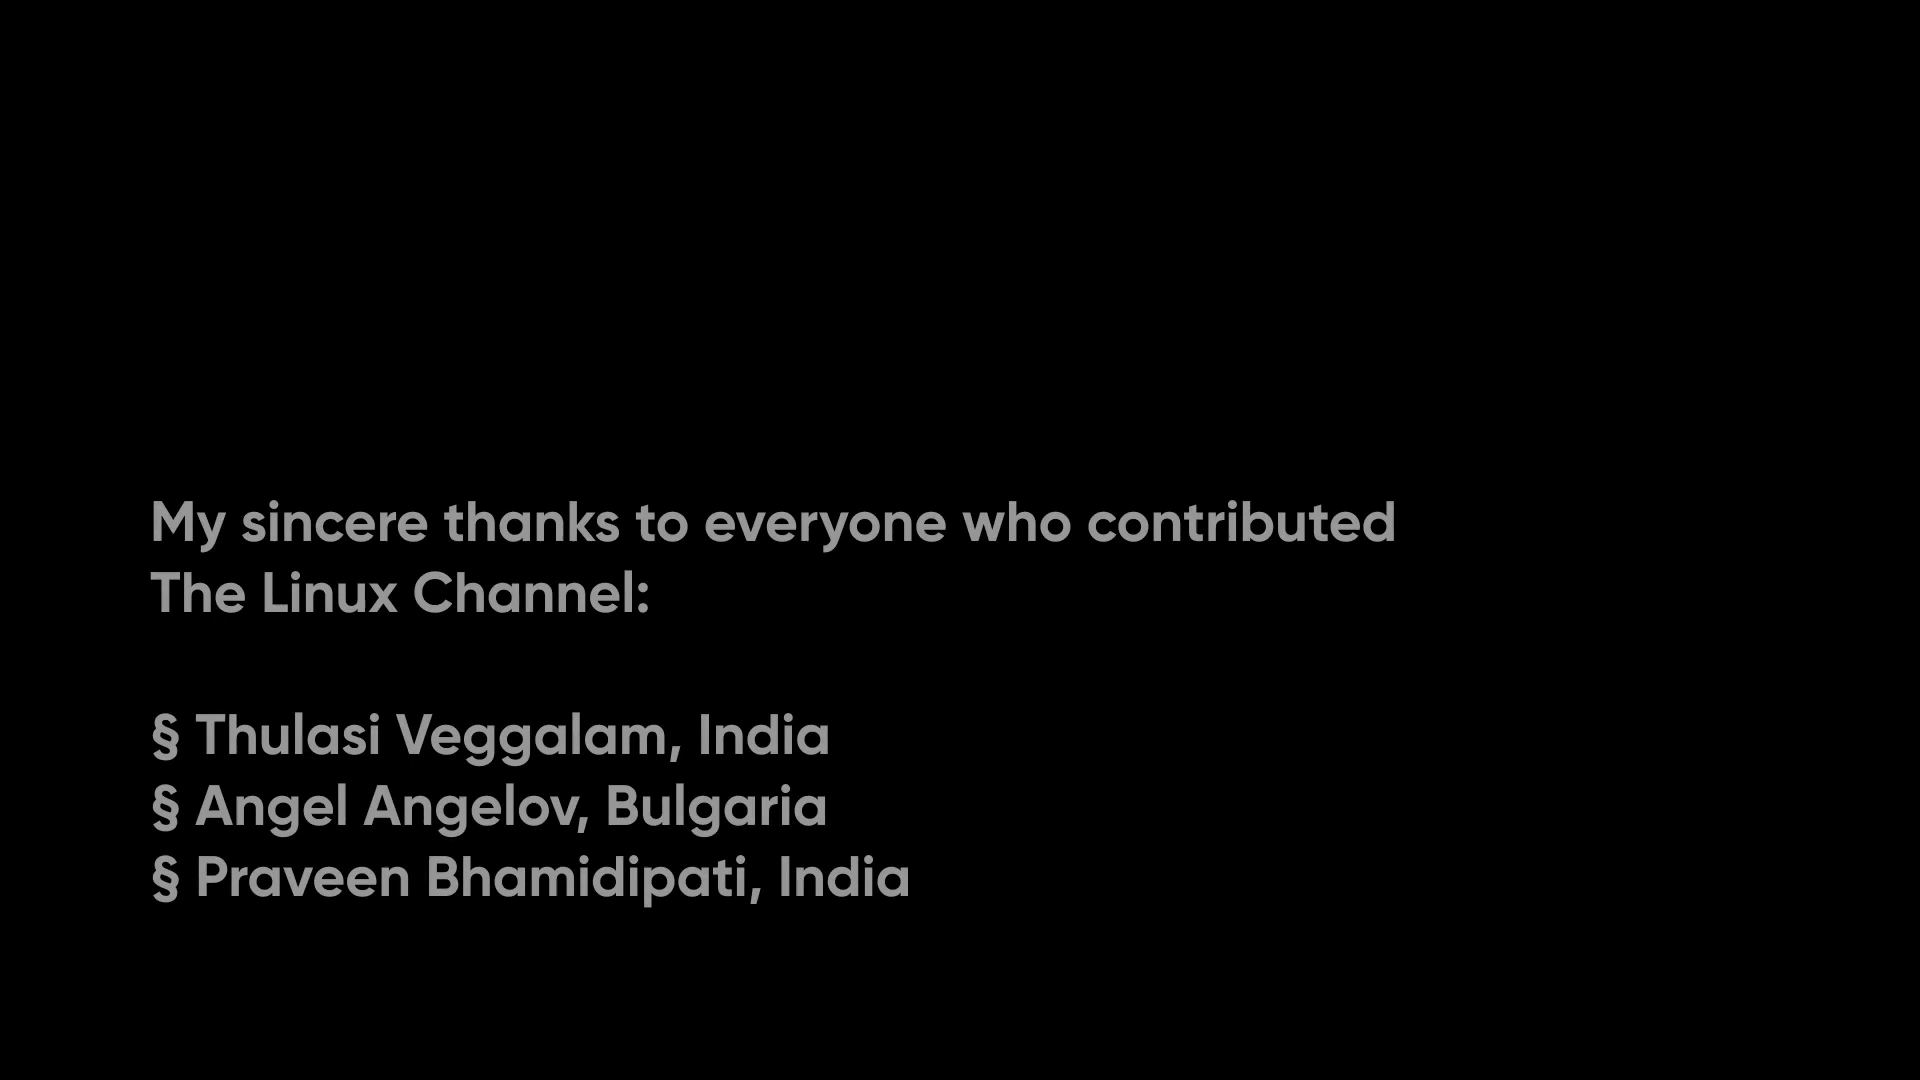 My sincere thanks to everyone who contributed
The Linux Channel:
§ Thulasi Veggalam, India
§ Angel Angelov, Bulgaria
§ Praveen Bhamidipati, India